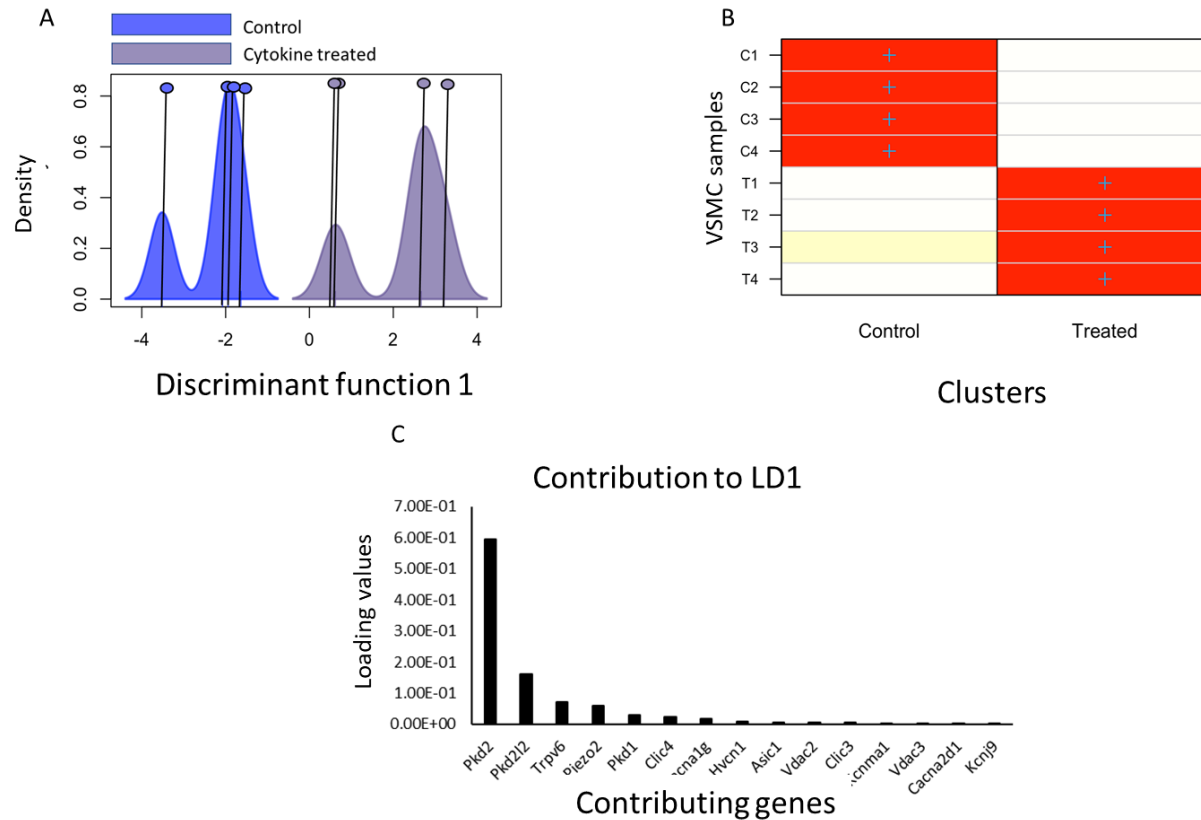 A
Control
Cytokine treated
0.8
0.6
0.4
0.2
0.0
Density
-4 -2 0 2 4
Discriminant function 1
B
C1
C2
C3
C4
T1
T2
T3
T4
VSMC samples
Control Treated
Clusters
C
Contribution to LD1
7.00E-01
6.00E-01
5.00E-01
4.00E-01
3.00E-01
2.00E-01
1.00E-01
0.00E+00
Loading values
Pkd2 Pkd2l2 Trpv6 Piezo2 Pkd1 Clic4 acna1g Hvcn1 Asic1 Vdac2 Clic3 cnma1 Vdac3 Cacna2d1 Kcnj9
Contributing genes